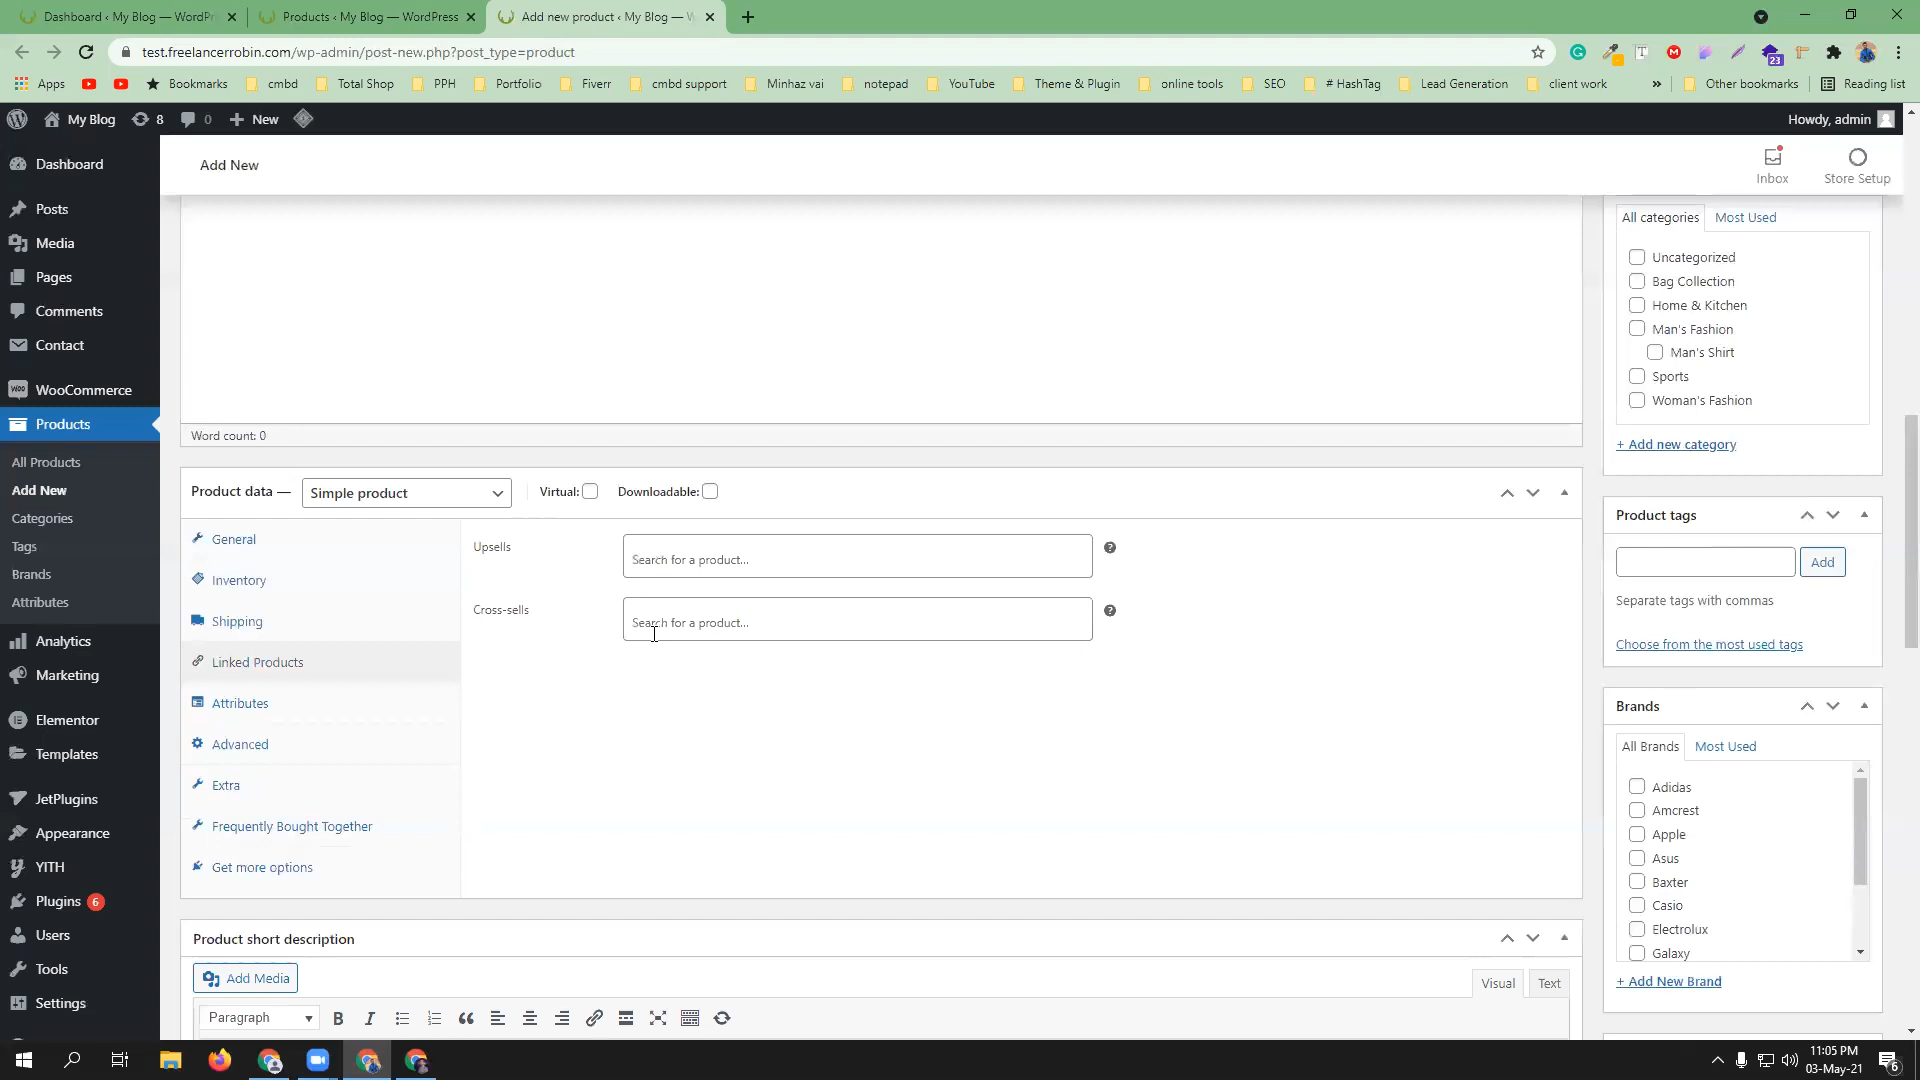 Dashboard ‹ My Blog — WordPr
Products ‹ My Blog — WordPress
Add new product ‹ My Blog — W
test.freelancerrobin.com/wp-admin/post-new.php?post_type=product
23
Apps
Bookmarks
cmbd
Total Shop
PPH
Portfolio
Fiverr
cmbd support
Minhaz vai
notepad
YouTube
Theme & Plugin
online tools
SEO
# HashTag
Lead Generation
client work
»
Other bookmarks
Reading list
My Blog
8
0
New
Howdy, admin
Add New
Inbox
Store Setup
Dashboard
Posts
Media
Pages
Comments
Contact
WooCommerce
Products
All Products
Add New
Categories
Tags
Brands
Attributes
Analytics
Marketing
Elementor
Templates
JetPlugins
Appearance
YITH
Plugins 6
Users
Tools
Settings
Word count: 0
Product data —
Simple product
Virtual:
Downloadable:
General
Inventory
Shipping
Linked Products
Attributes
Advanced
Extra
Frequently Bought Together
Get more options
Upsells
Search for a product...
Cross-sells
Search for a product...
Product short description
Add Media
Visual
Text
Paragraph
All categories
Most Used
Uncategorized
Bag Collection
Home & Kitchen
Man's Fashion
Man's Shirt
Sports
Woman's Fashion
+ Add new category
Product tags
Add
Separate tags with commas
Choose from the most used tags
Brands
All Brands
Most Used
Adidas
Amcrest
Apple
Asus
Baxter
Casio
Electrolux
Galaxy
+ Add New Brand
11:05 PM
03-May-21
6